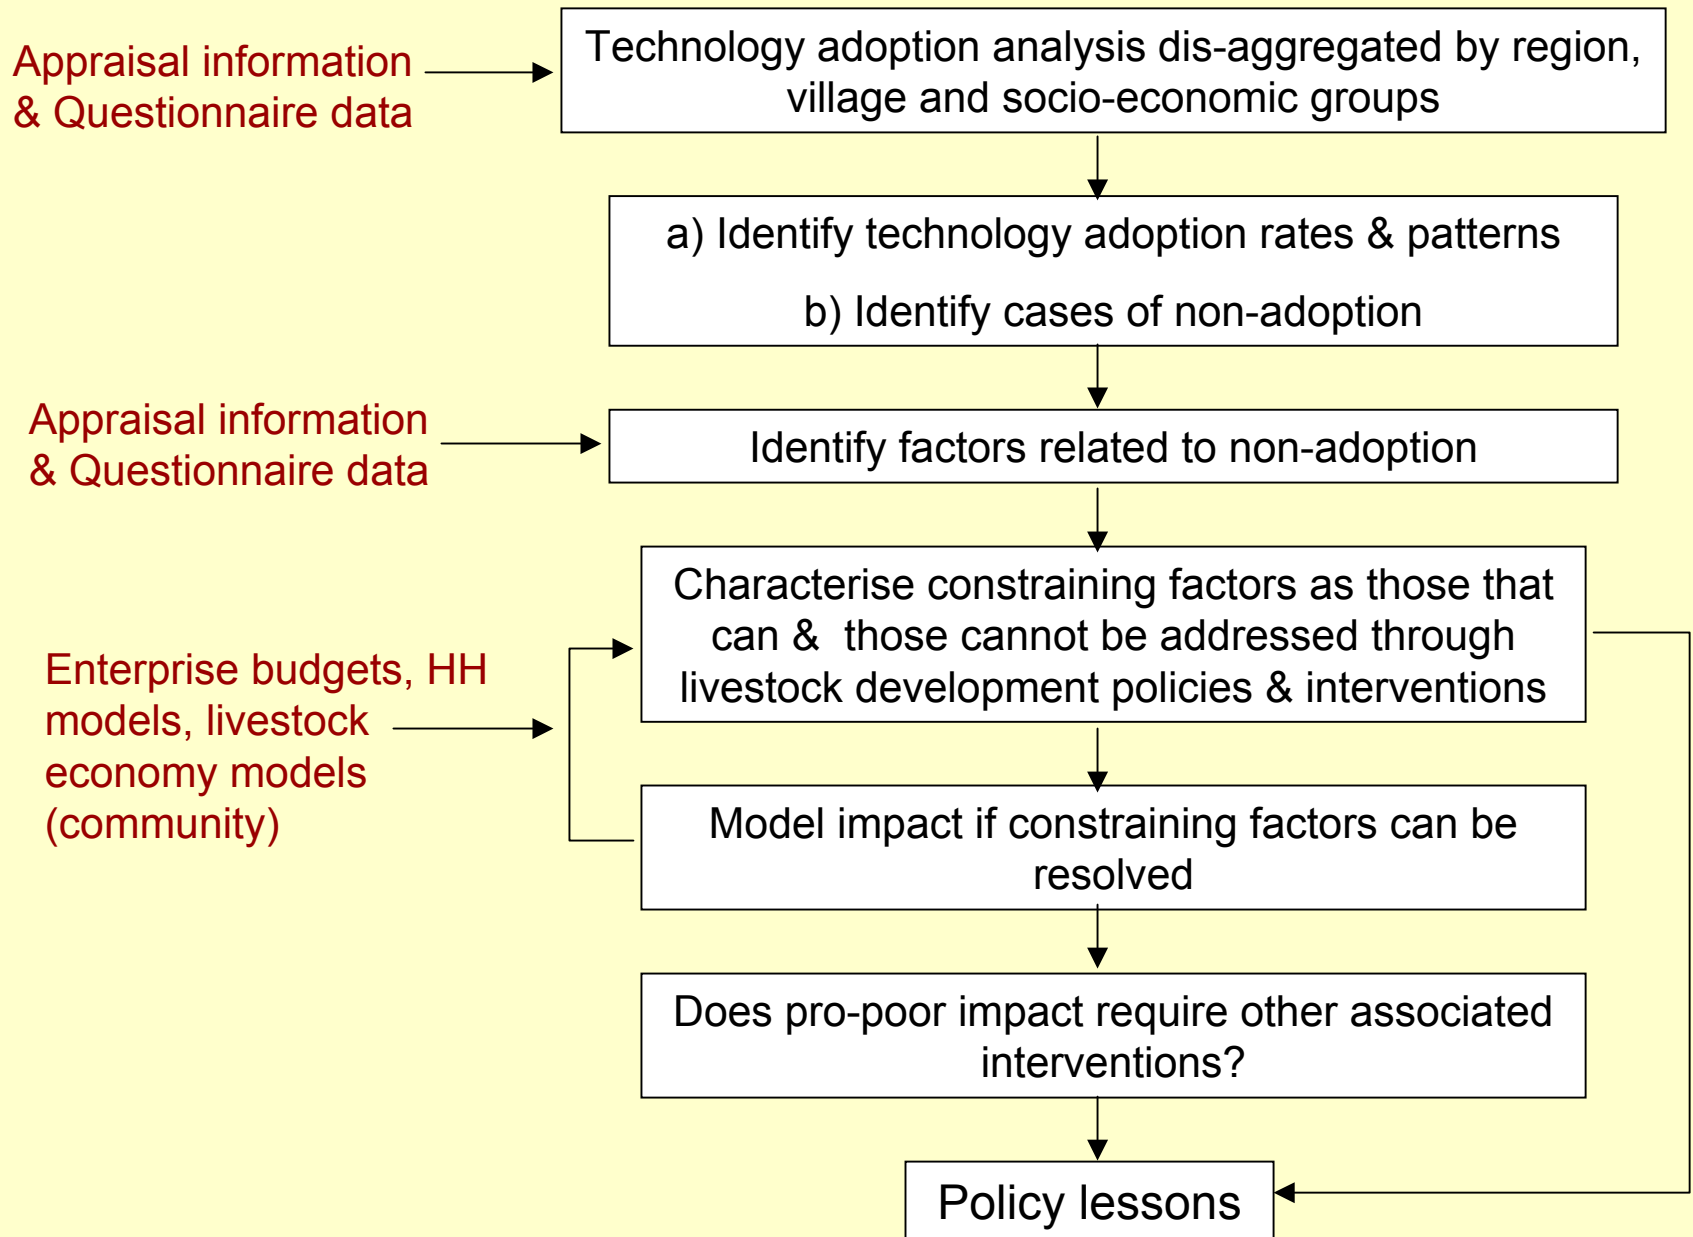 Appraisal information
& Questionnaire data
Technology adoption analysis dis-aggregated by region,
village and socio-economic groups
a) Identify technology adoption rates & patterns
b) Identify cases of non-adoption
Appraisal information
& Questionnaire data
Identify factors related to non-adoption
Characterise constraining factors as those that
can & those cannot be addressed through
livestock development policies & interventions
Enterprise budgets, HH
models, livestock
economy models
(community)
Model impact if constraining factors can be
resolved
Does pro-poor impact require other associated
interventions?
Policy lessons